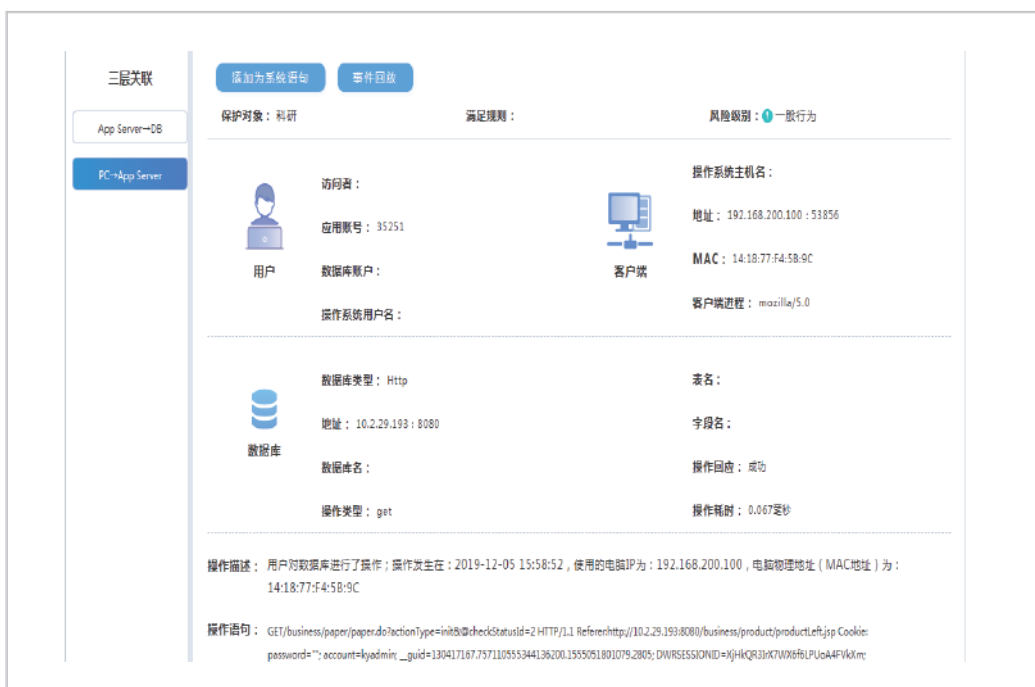 三层关联
添加为系统语句 事件回放
App Server→DB
PC→App Server
保护对象：科研 满足规则： 风险级别：1 一般行为
用户
访问者：
应用账号：35251
数据库账户：
操作系统用户名：
客户端
操作系统主机名：
地址：192.168.200.100：53856
MAC：14:18:77:F4:5B:9C
客户端进程：mozilla/5.0
数据库
数据库类型：Http
地址：10.2.29.193：8080
数据库名：
操作类型：get
表名：
字段名：
操作回应：成功
操作耗时：0.067毫秒
操作描述：用户对数据库进行了操作；操作发生在：2019-12-05 15:58:52，使用的电脑IP为：192.168.200.100，电脑物理地址（MAC地址）为：
14:18:77:F4:5B:9C
操作语句：GET/business/paper/paper.do?actionType=init&@checkStatusId=2 HTTP/1.1 Referer:http://10.2.29.193:8080/business/product/productLeft.jsp Cookie:
password=""; account=kyadmin; __guid=130417167.757110555344136200.1555051801079.2805;